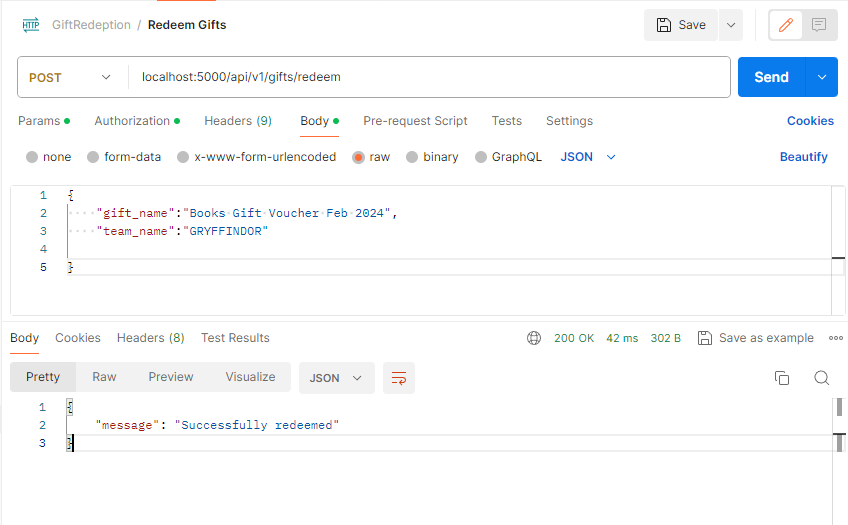 HTTP GiftRedeption / Redeem Gifts Save
POST localhost:5000/api/v1/gifts/redeem Send
Params Authorization Headers (9) Body Pre-request Script Tests Settings Cookies
none form-data x-www-form-urlencoded raw binary GraphQL JSON Beautify
1 {
2 "gift_name":"Books Gift Voucher Feb 2024",
3 "team_name":"GRYFFINDOR"
4
5 }
Body Cookies Headers (8) Test Results 200 OK 42 ms 302 B Save as example
Pretty Raw Preview Visualize JSON
1 {
2 "message": "Successfully redeemed"
3 }